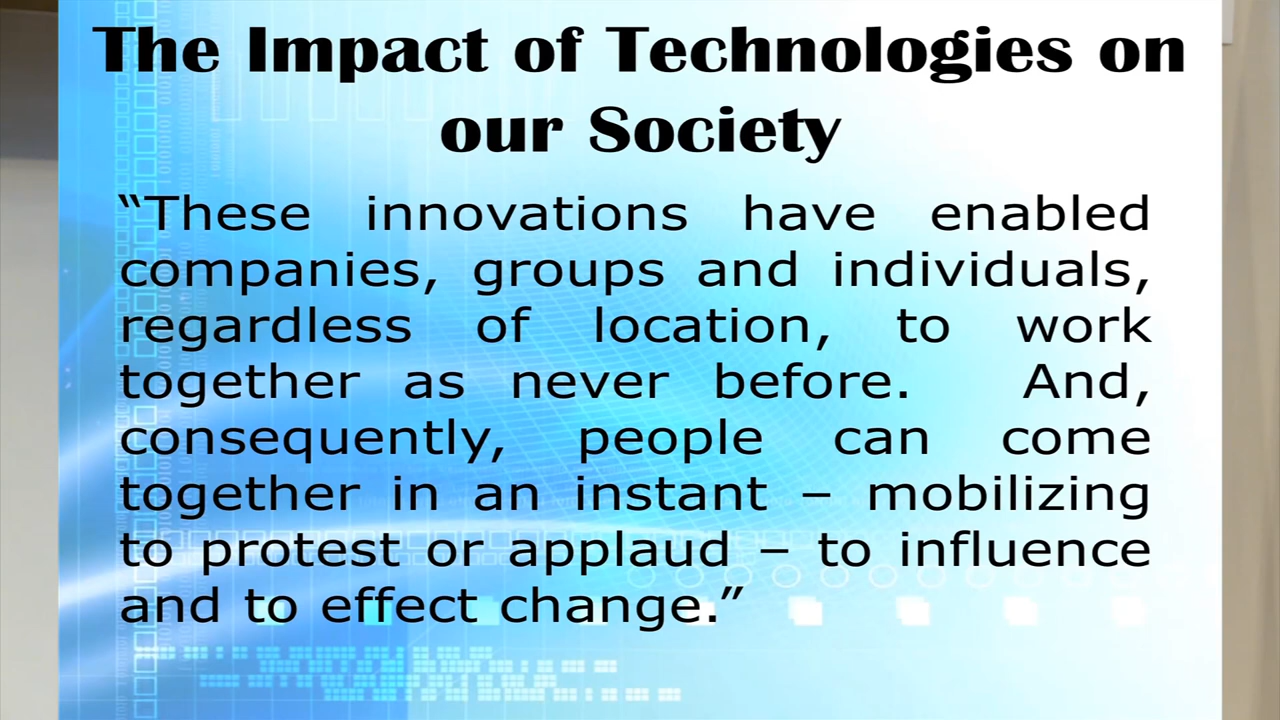 The Impact of Technologies on
our Society
“These innovations have enabled
companies, groups and individuals,
regardless of location, to work
together as never before. And,
consequently, people can come
together in an instant – mobilizing
to protest or applaud – to influence
and to effect change.”